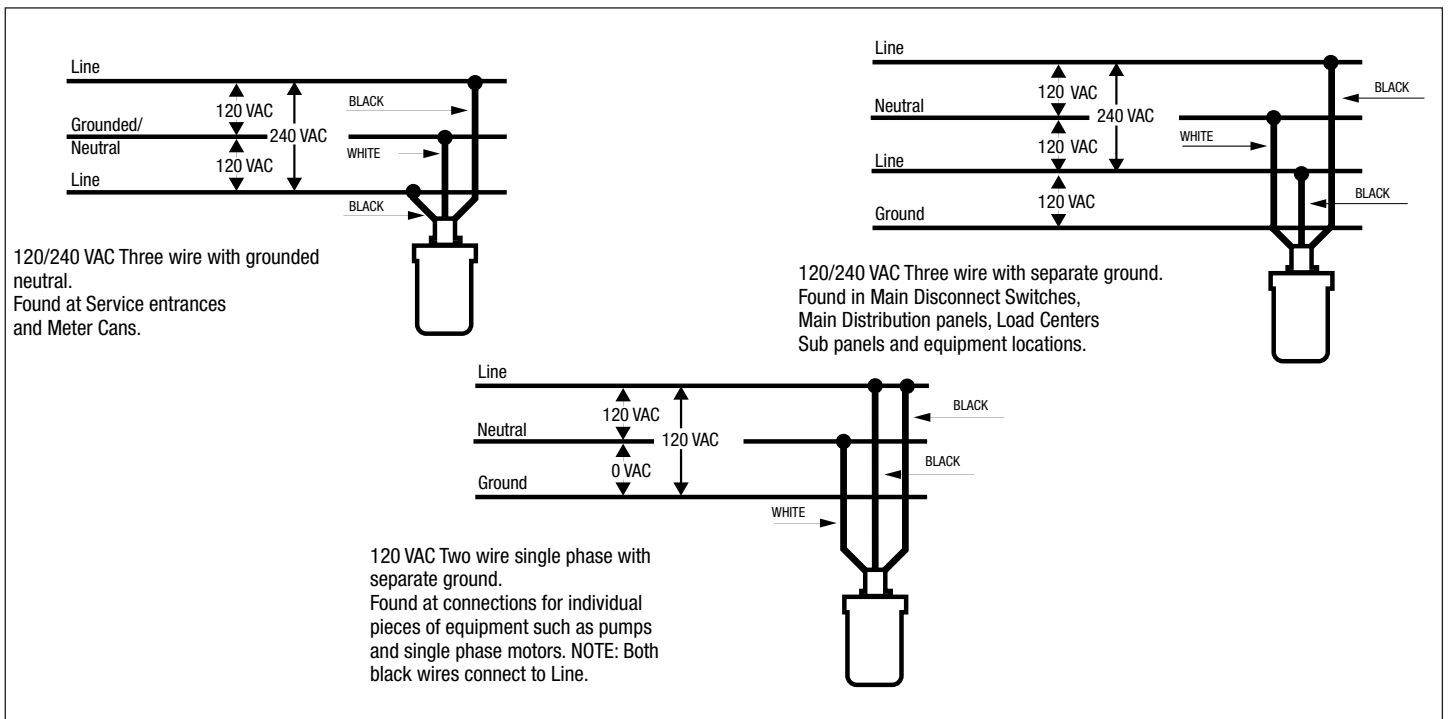 Line
120 VAC
BLACK
Grounded/
240 VAC
Neutral
WHITE
120 VAC
Line
BLACK
120/240 VAC Three wire with grounded
neutral.
Found at Service entrances
and Meter Cans.
Line
120 VAC
BLACK
Neutral
240 VAC
WHITE
120 VAC
Line
BLACK
120 VAC
Ground
120/240 VAC Three wire with separate ground.
Found in Main Disconnect Switches,
Main Distribution panels, Load Centers
Sub panels and equipment locations.
Line
BLACK
120 VAC
Neutral
120 VAC
BLACK
0 VAC
Ground
WHITE
120 VAC Two wire single phase with
separate ground.
Found at connections for individual
pieces of equipment such as pumps
and single phase motors. NOTE: Both
black wires connect to Line.